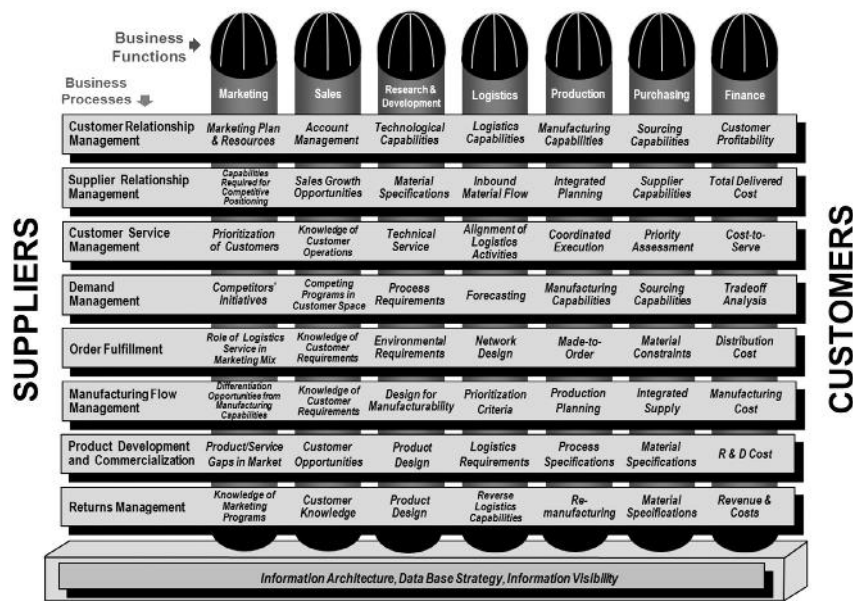 Business
Functions
Business
Processes
Marketing
Sales
Research &
Development
Logistics
Production
Purchasing
Finance
SUPPLIERS
CUSTOMERS
Customer Relationship
Management
Marketing Plan
& Resources
Account
Management
Technological
Capabilities
Logistics
Capabilities
Manufacturing
Capabilities
Sourcing
Capabilities
Customer
Profitability
Supplier Relationship
Management
Capabilities
Required for
Competitive
Positioning
Sales Growth
Opportunities
Material
Specifications
Inbound
Material Flow
Integrated
Planning
Supplier
Capabilities
Total Delivered
Cost
Customer Service
Management
Prioritization
of Customers
Knowledge of
Customer
Operations
Technical
Service
Alignment of
Logistics
Activities
Coordinated
Execution
Priority
Assessment
Cost-to-
Serve
Demand
Management
Competitors'
Initiatives
Competing
Programs in
Customer Space
Process
Requirements
Forecasting
Manufacturing
Capabilities
Sourcing
Capabilities
Tradeoff
Analysis
Order Fulfillment
Role of Logistics
Service in
Marketing Mix
Knowledge of
Customer
Requirements
Environmental
Requirements
Network
Design
Made-to-
Order
Material
Constraints
Distribution
Cost
Manufacturing Flow
Management
Differentiation
Opportunities from
Manufacturing
Capabilities
Knowledge of
Customer
Requirements
Design for
Manufacturability
Prioritization
Criteria
Production
Planning
Integrated
Supply
Manufacturing
Cost
Product Development
and Commercialization
Product/Service
Gaps in Market
Customer
Opportunities
Product
Design
Logistics
Requirements
Process
Specifications
Material
Specifications
R & D Cost
Returns Management
Knowledge of
Marketing
Programs
Customer
Knowledge
Product
Design
Reverse
Logistics
Capabilities
Re-
manufacturing
Material
Specifications
Revenue &
Costs
Information Architecture, Data Base Strategy, Information Visibility